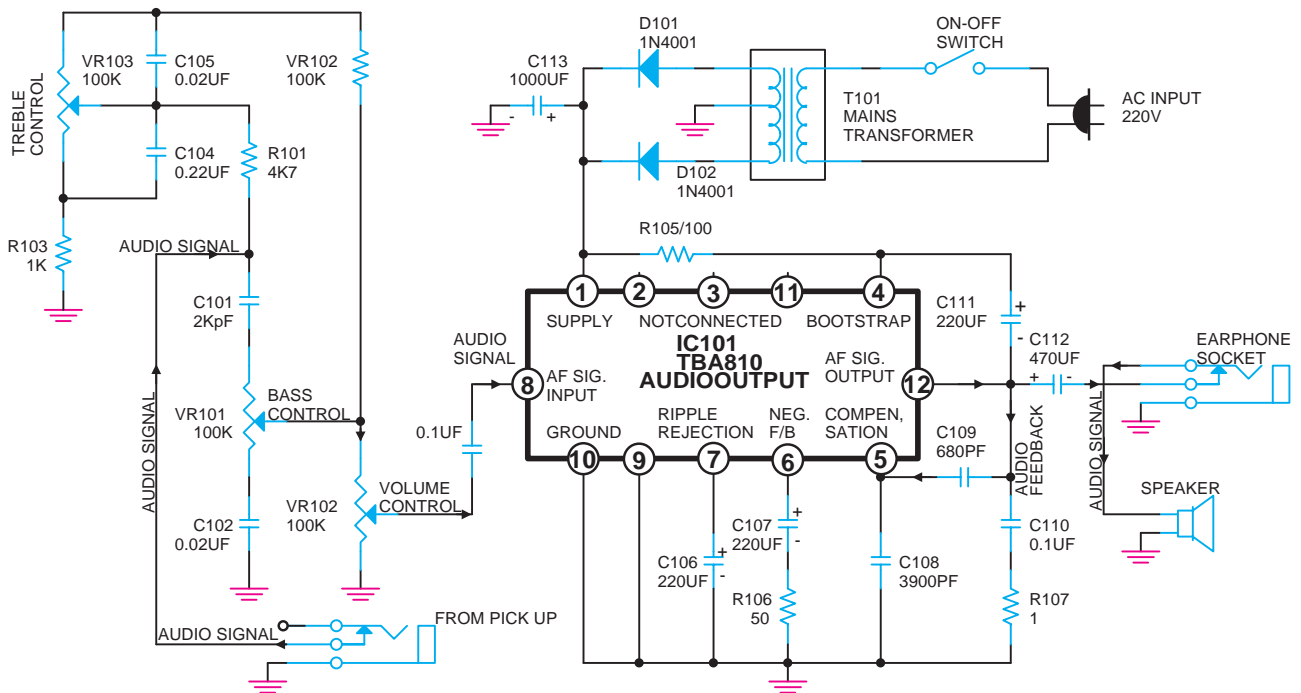 D101
1N4001
ON-OFF
SWITCH
VR103
100K
C105
0.02UF
VR102
100K
C113
1000UF
- +
T101
MAINS
TRANSFORMER
AC INPUT
220V
TREBLE
CONTROL
C104
0.22UF
R101
4K7
D102
1N4001
R103
1K
AUDIO SIGNAL
R105/100
C101
2KpF
1
2
3
11
4
SUPPLY
NOTCONNECTED
BOOTSTRAP
C111
220UF
+
-
AUDIO
SIGNAL
IC101
TBA810
AUDIOOUTPUT
AF SIG.
OUTPUT
C112
470UF
+ -
EARPHONE
SOCKET
8
AF SIG.
INPUT
12
VR101
100K
BASS
CONTROL
AUDIO SIGNAL
0.1UF
GROUND
RIPPLE
REJECTION
NEG.
F/B
COMPEN,
SATION
10
9
7
6
5
C109
680PF
AUDIO
FEEDBACK
AUDIO SIGNAL
VR102
100K
VOLUME
CONTROL
SPEAKER
C102
0.02UF
C107
220UF
+
-
C110
0.1UF
C106
220UF
+
-
C108
3900PF
R106
50
R107
1
FROM PICK UP
AUDIO SIGNAL